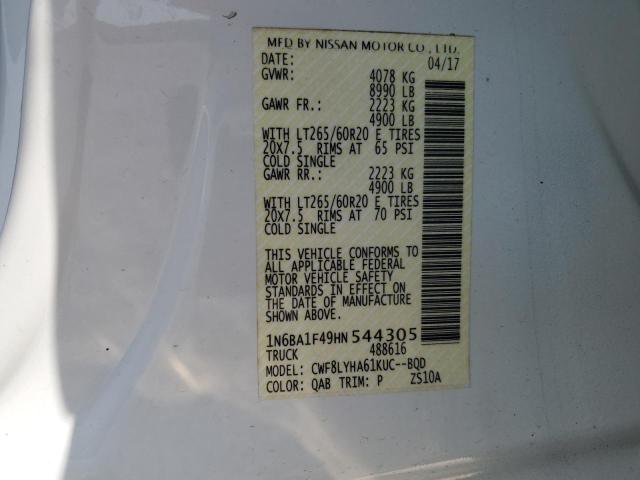 MFD BY NISSAN MOTOR CO., LTD.
DATE: 04/17
GVWR: 4078 KG
8990 LB
GAWR FR.: 2223 KG
4900 LB
WITH LT265/60R20 E TIRES
20X7.5 RIMS AT 65 PSI
COLD SINGLE
GAWR RR.: 2223 KG
4900 LB
WITH LT265/60R20 E TIRES
20X7.5 RIMS AT 70 PSI
COLD SINGLE
THIS VEHICLE CONFORMS TO
ALL APPLICABLE FEDERAL
MOTOR VEHICLE SAFETY
STANDARDS IN EFFECT ON
THE DATE OF MANUFACTURE
SHOWN ABOVE.
1N6BA1F49HN544305
TRUCK 488616
MODEL: CWF8LYHA61KUC--BQD
COLOR: QAB TRIM: P ZS10A